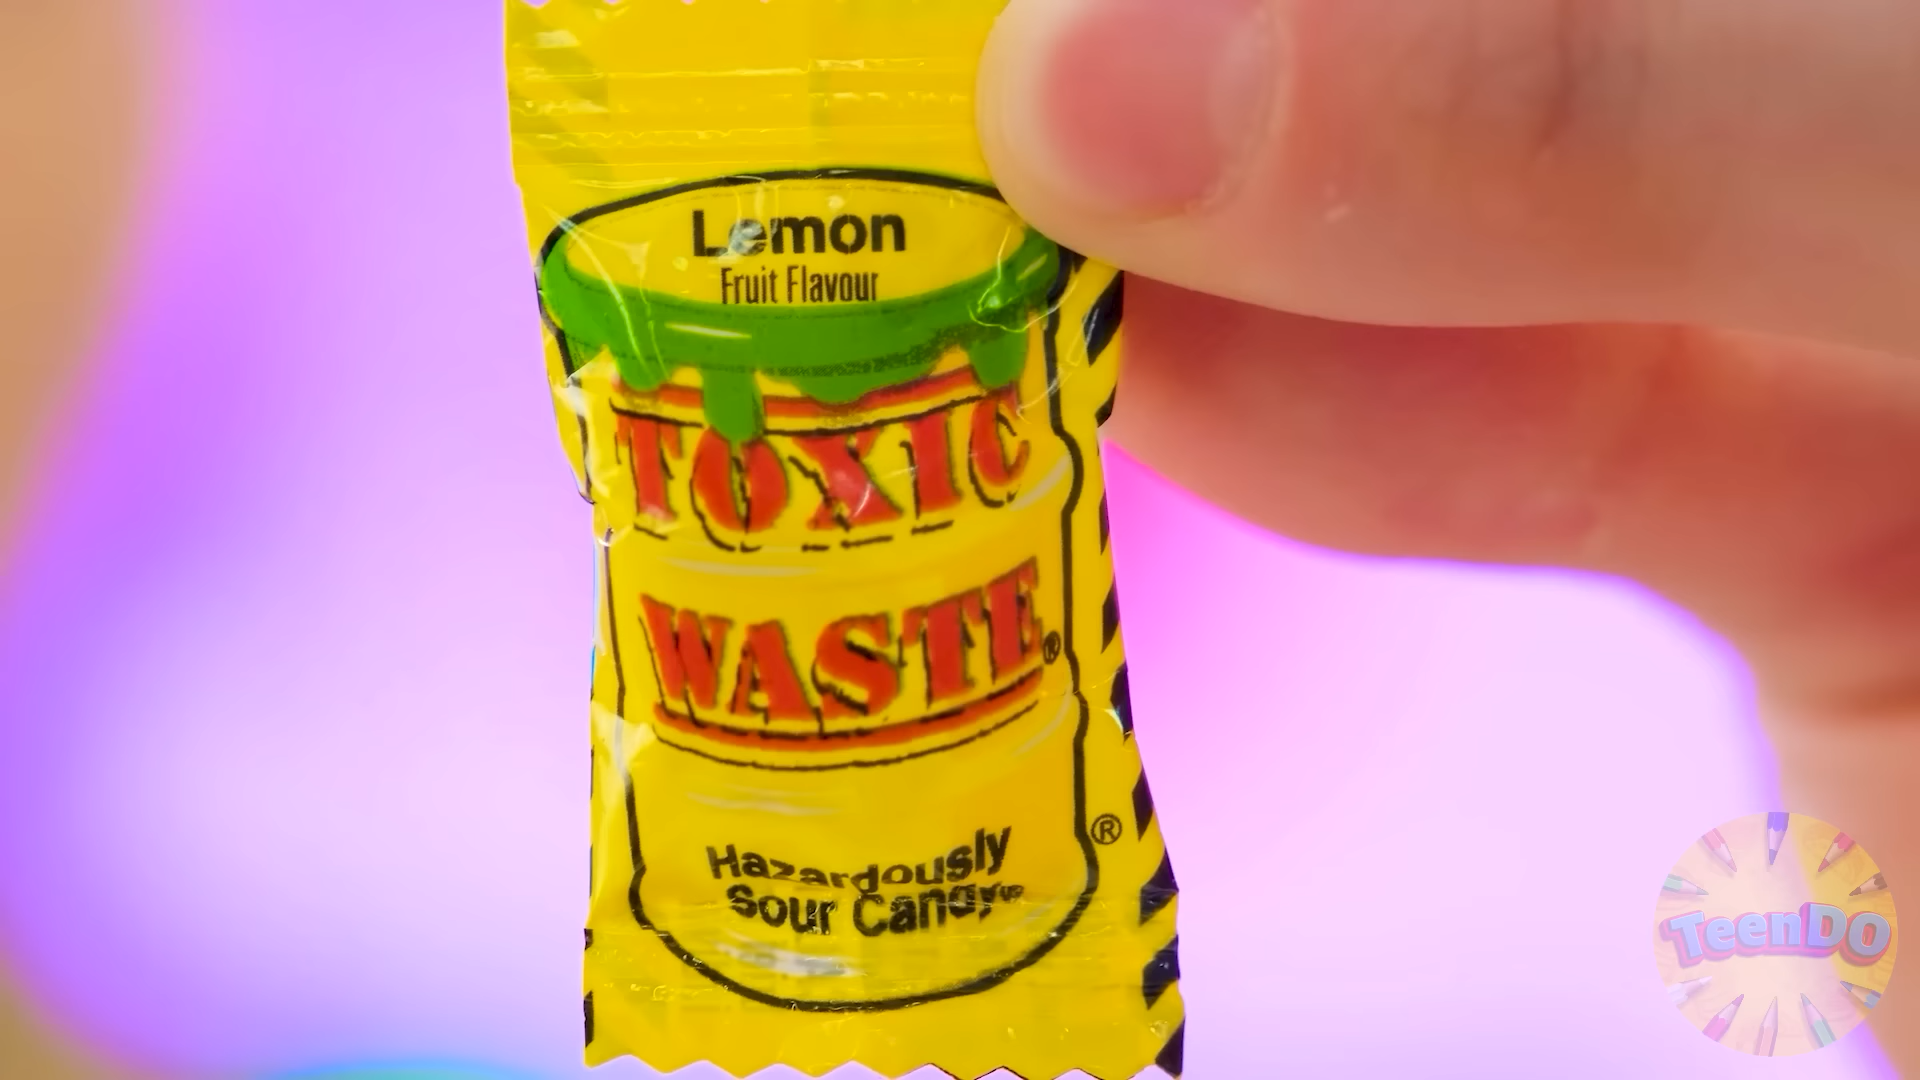 Lemon
Fruit Flavour
TOXIC
WASTE®
®
Hazardously
Sour Candy
TeenDO